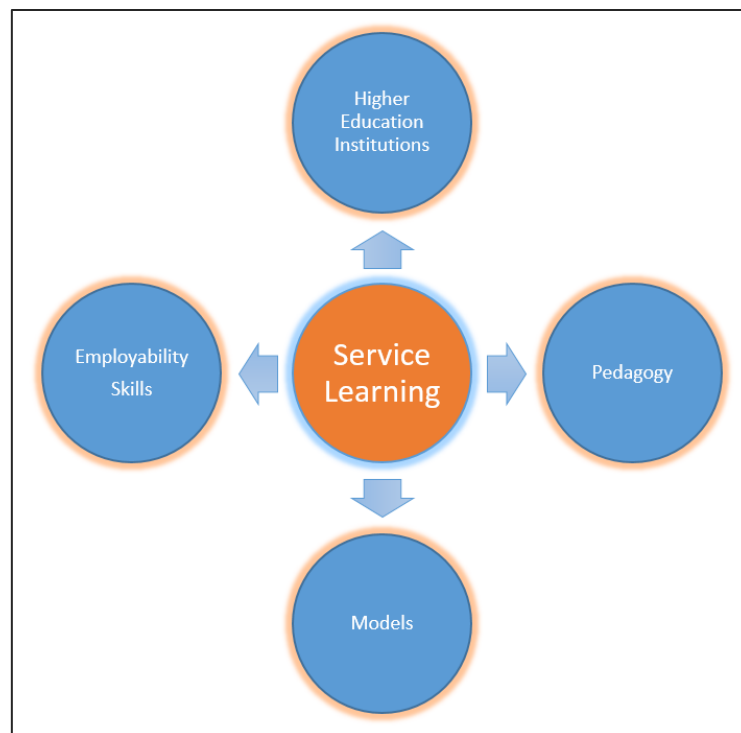 Higher
Education
Institutions
Employability
Skills
Service
Learning
Pedagogy
Models